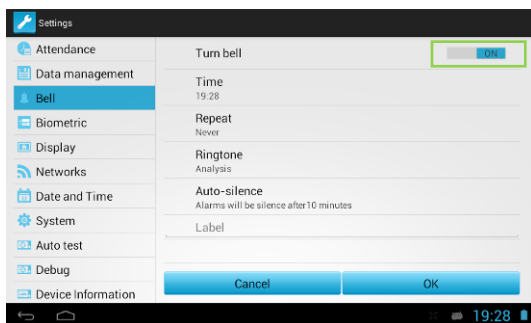 Settings
Attendance
Data management
Bell
Biometric
Display
Networks
Date and Time
System
Auto test
Debug
Device Information
Turn bell
ON
Time
19:28
Repeat
Never
Ringtone
Analysis
Auto-silence
Alarms will be silence after10 minutes
Label
Cancel
OK
19:28